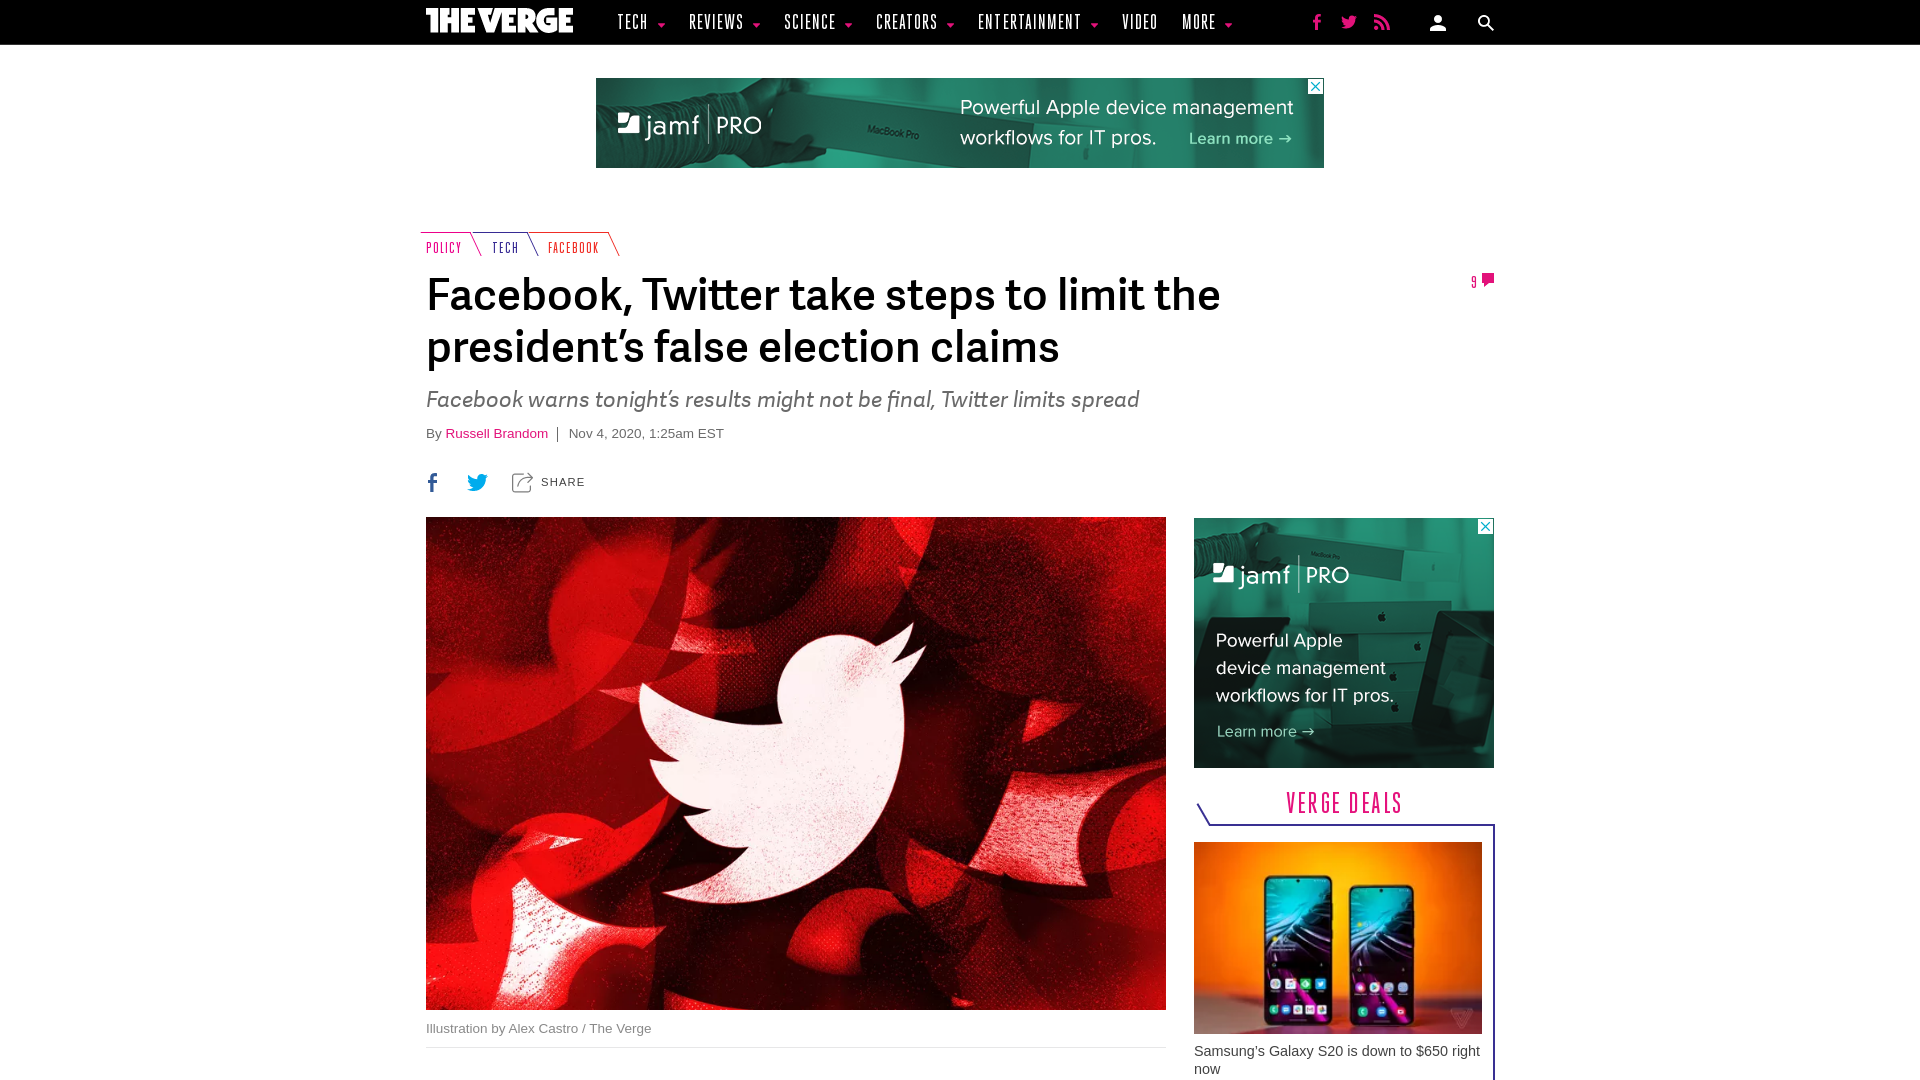 THE VERGE
TECH
REVIEWS
SCIENCE
CREATORS
ENTERTAINMENT
VIDEO
MORE
jamf PRO
MacBook Pro
Powerful Apple device management
workflows for IT pros.
Learn more →
POLICY
TECH
FACEBOOK
Facebook, Twitter take steps to limit the
president’s false election claims
9
Facebook warns tonight’s results might not be final, Twitter limits spread
By Russell Brandom
Nov 4, 2020, 1:25am EST
SHARE
MacBook Pro
jamf PRO
Powerful Apple
device management
workflows for IT pros.
Learn more →
VERGE DEALS
Illustration by Alex Castro / The Verge
Samsung’s Galaxy S20 is down to $650 right
now